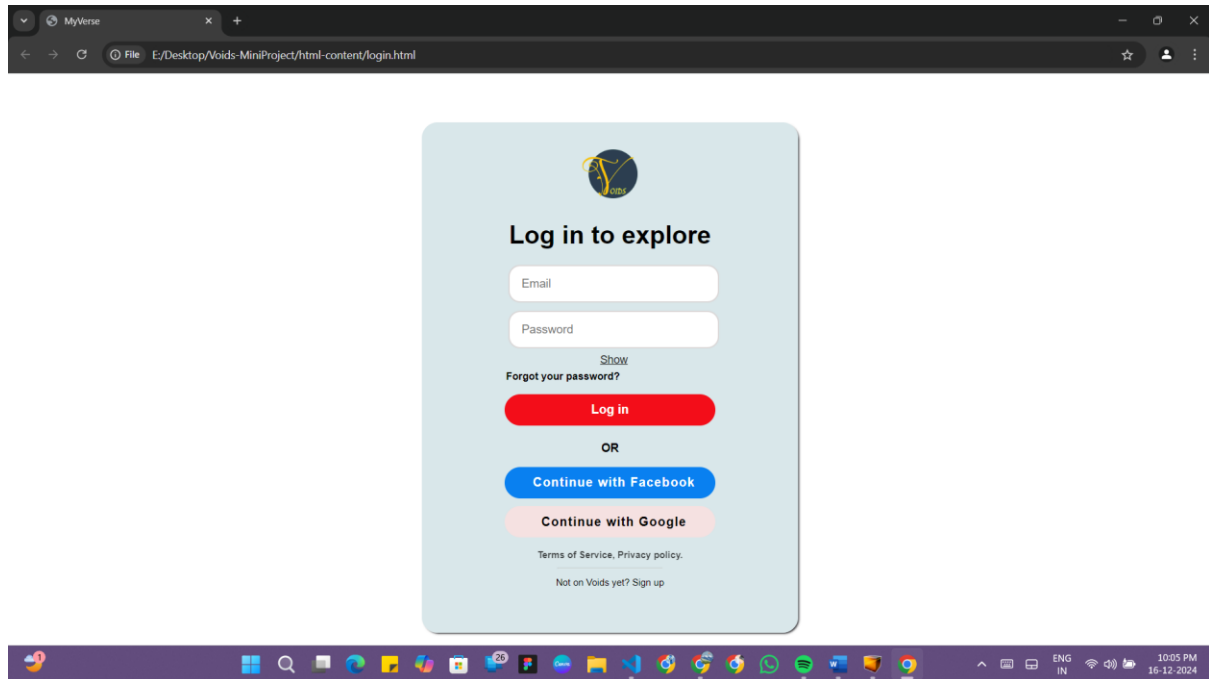 MyVerse
File E:/Desktop/Voids-MiniProject/html-content/login.html
Voids
Log in to explore
Email
Password
Show
Forgot your password?
Log in
OR
Continue with Facebook
Continue with Google
Terms of Service, Privacy policy.
Not on Voids yet? Sign up
1
26
ENG
IN
10:05 PM
16-12-2024